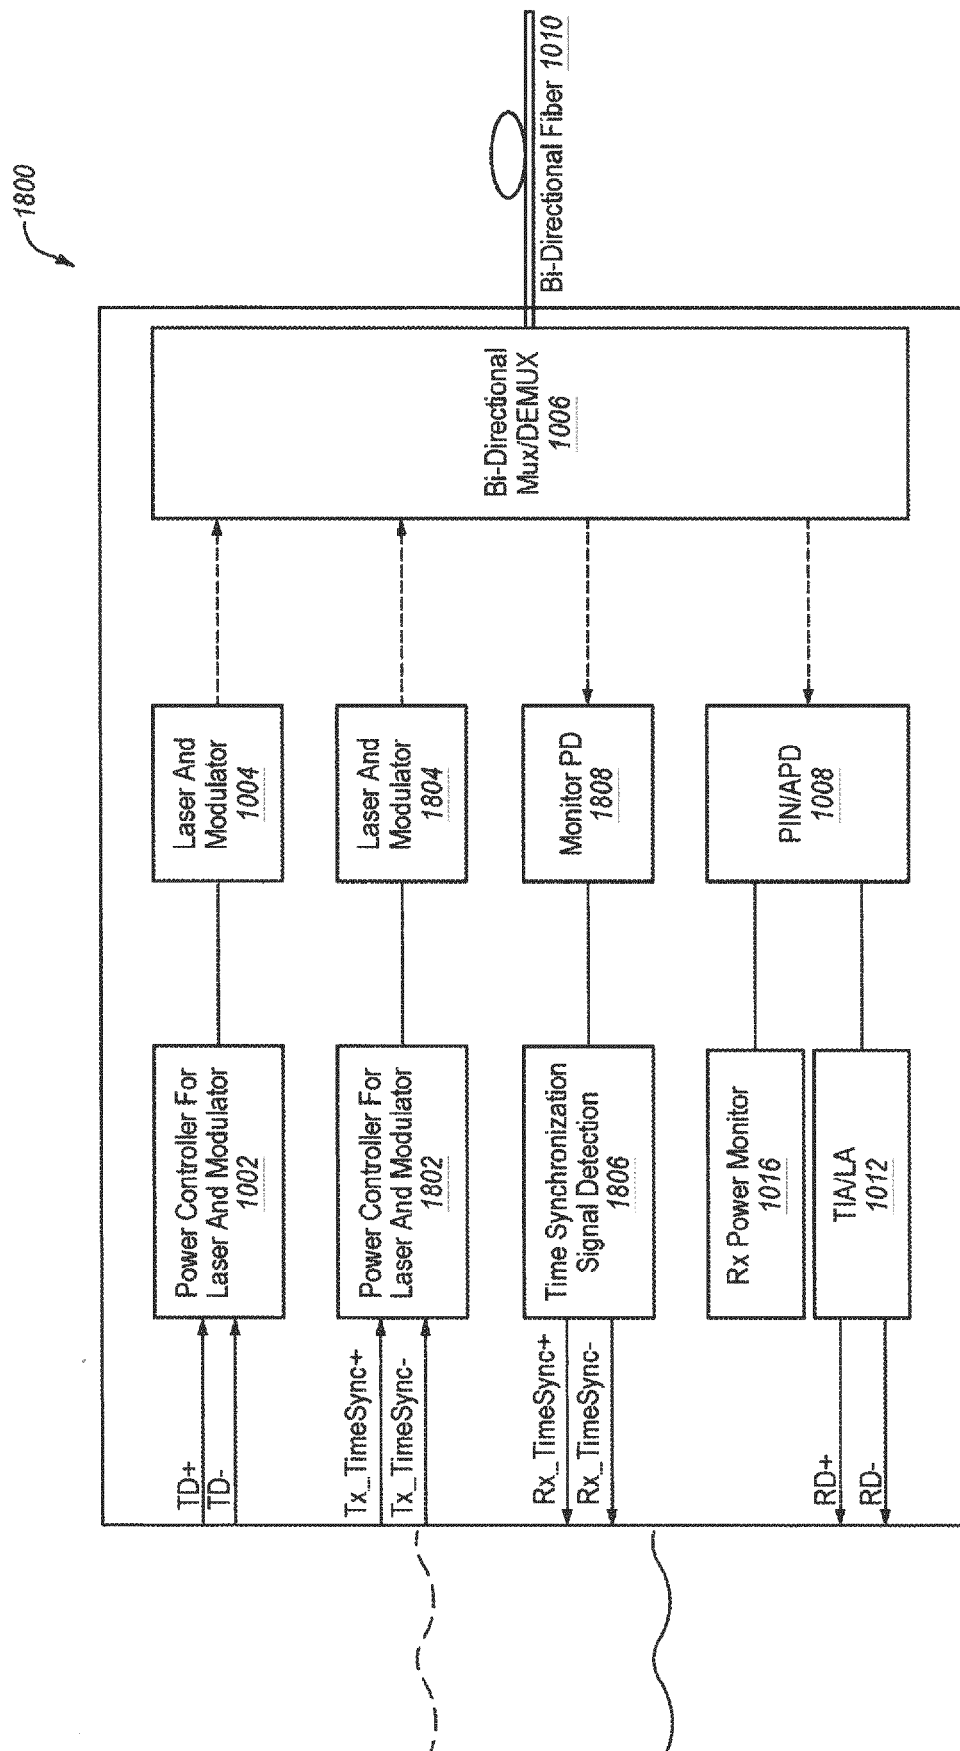 1800
TD+
TD-
Power Controller For
Laser And Modulator
1002
Laser And
Modulator
1004
Tx_TimeSync+
Tx_TimeSync-
Power Controller For
Laser And Modulator
1802
Laser And
Modulator
1804
Rx_TimeSync+
Rx_TimeSync-
Time Synchronization
Signal Detection
1806
Monitor PD
1808
RD+
RD-
Rx Power Monitor
1016
TIA/LA
1012
PIN/APD
1008
Bi-Directional
Mux/DEMUX
1006
Bi-Directional Fiber 1010